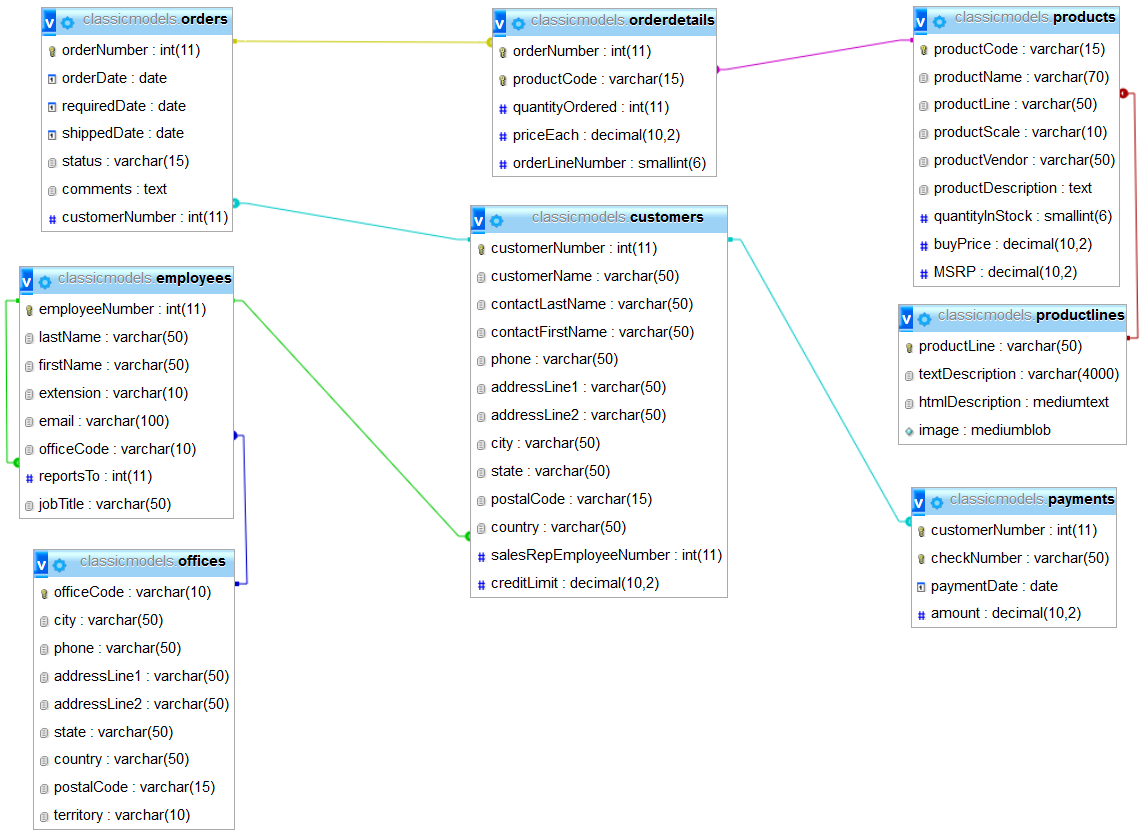 classicmodels.orders
orderNumber : int(11)
orderDate : date
requiredDate : date
shippedDate : date
status : varchar(15)
comments : text
customerNumber : int(11)
classicmodels.orderdetails
orderNumber : int(11)
productCode : varchar(15)
quantityOrdered : int(11)
priceEach : decimal(10,2)
orderLineNumber : smallint(6)
classicmodels.products
productCode : varchar(15)
productName : varchar(70)
productLine : varchar(50)
productScale : varchar(10)
productVendor : varchar(50)
productDescription : text
quantityInStock : smallint(6)
buyPrice : decimal(10,2)
MSRP : decimal(10,2)
classicmodels.employees
employeeNumber : int(11)
lastName : varchar(50)
firstName : varchar(50)
extension : varchar(10)
email : varchar(100)
officeCode : varchar(10)
reportsTo : int(11)
jobTitle : varchar(50)
classicmodels.customers
customerNumber : int(11)
customerName : varchar(50)
contactLastName : varchar(50)
contactFirstName : varchar(50)
phone : varchar(50)
addressLine1 : varchar(50)
addressLine2 : varchar(50)
city : varchar(50)
state : varchar(50)
postalCode : varchar(15)
country : varchar(50)
salesRepEmployeeNumber : int(11)
creditLimit : decimal(10,2)
classicmodels.productlines
productLine : varchar(50)
textDescription : varchar(4000)
htmlDescription : mediumtext
image : mediumblob
classicmodels.payments
customerNumber : int(11)
checkNumber : varchar(50)
paymentDate : date
amount : decimal(10,2)
classicmodels.offices
officeCode : varchar(10)
city : varchar(50)
phone : varchar(50)
addressLine1 : varchar(50)
addressLine2 : varchar(50)
state : varchar(50)
country : varchar(50)
postalCode : varchar(15)
territory : varchar(10)